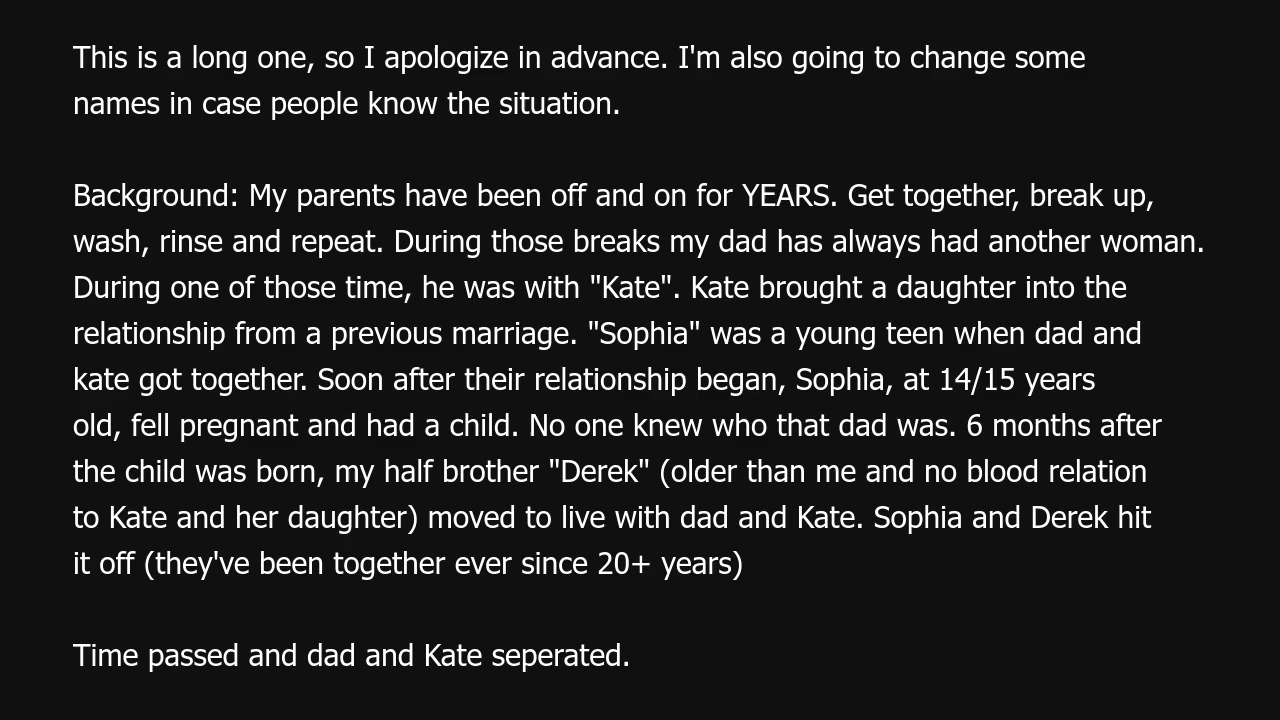 This is a long one, so I apologize in advance. I'm also going to change some
names in case people know the situation.
Background: My parents have been off and on for YEARS. Get together, break up,
wash, rinse and repeat. During those breaks my dad has always had another woman.
During one of those time, he was with "Kate". Kate brought a daughter into the
relationship from a previous marriage. "Sophia" was a young teen when dad and
kate got together. Soon after their relationship began, Sophia, at 14/15 years
old, fell pregnant and had a child. No one knew who that dad was. 6 months after
the child was born, my half brother "Derek" (older than me and no blood relation
to Kate and her daughter) moved to live with dad and Kate. Sophia and Derek hit
it off (they've been together ever since 20+ years)
Time passed and dad and Kate seperated.